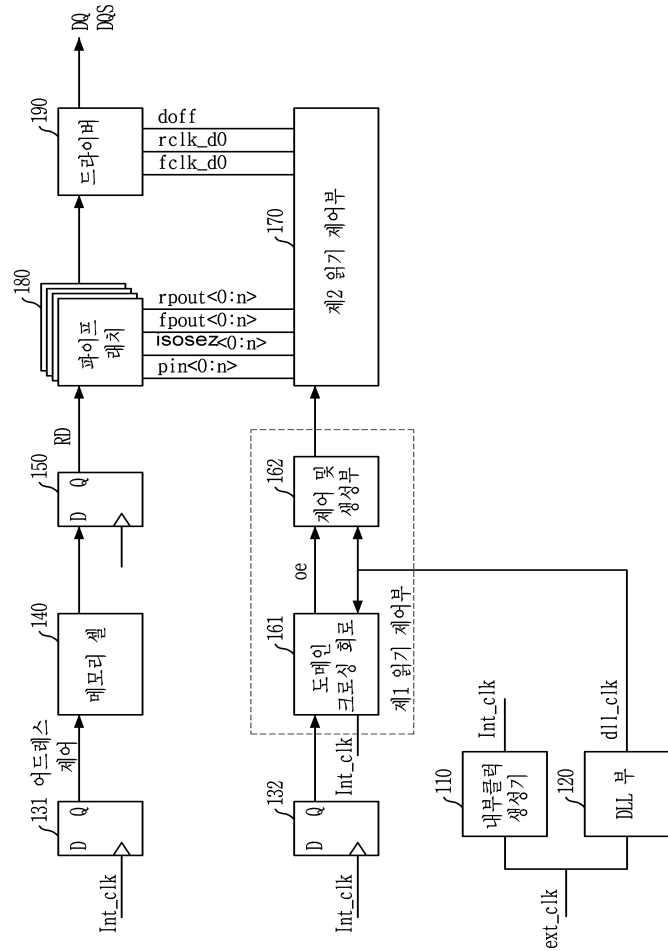 Int_clk
131
D Q
어드레스
제어
140
메모리 셀
150
D Q
RD
180
파이프
래치
190
드라이버
DQ
DQS
doff
rclk_d0
fclk_d0
rpout<0:n>
fpout<0:n>
isosez<0:n>
pin<0:n>
170
제2 읽기 제어부
Int_clk
132
D Q
Int_clk
161
도메인
크로싱 회로
oe
162
제어 및
생성부
제1 읽기 제어부
ext_clk
110
내부클럭
생성기
Int_clk
120
DLL 부
dll_clk